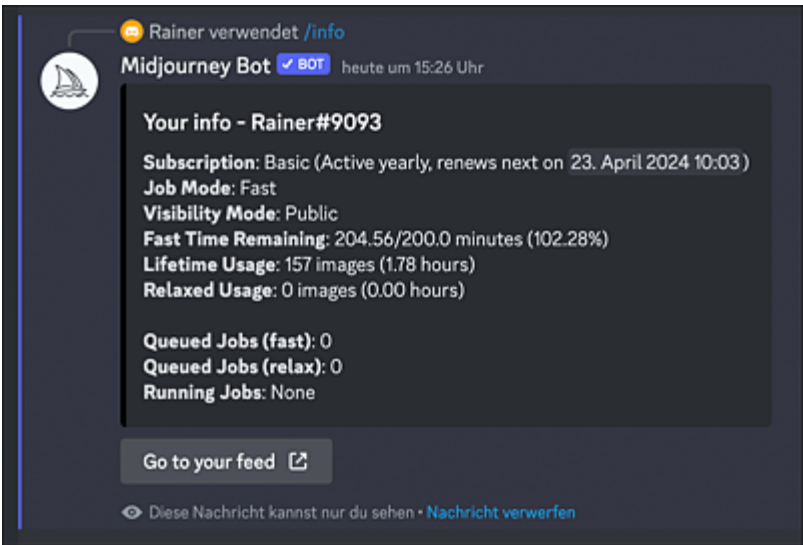 Rainer verwendet /info
Midjourney Bot ✓ BOT heute um 15:26 Uhr
Your info - Rainer#9093
Subscription: Basic (Active yearly, renews next on 23. April 2024 10:03)
Job Mode: Fast
Visibility Mode: Public
Fast Time Remaining: 204.56/200.0 minutes (102.28%)
Lifetime Usage: 157 images (1.78 hours)
Relaxed Usage: 0 images (0.00 hours)
Queued Jobs (fast): 0
Queued Jobs (relax): 0
Running Jobs: None
Go to your feed
Diese Nachricht kannst nur du sehen • Nachricht verwerfen